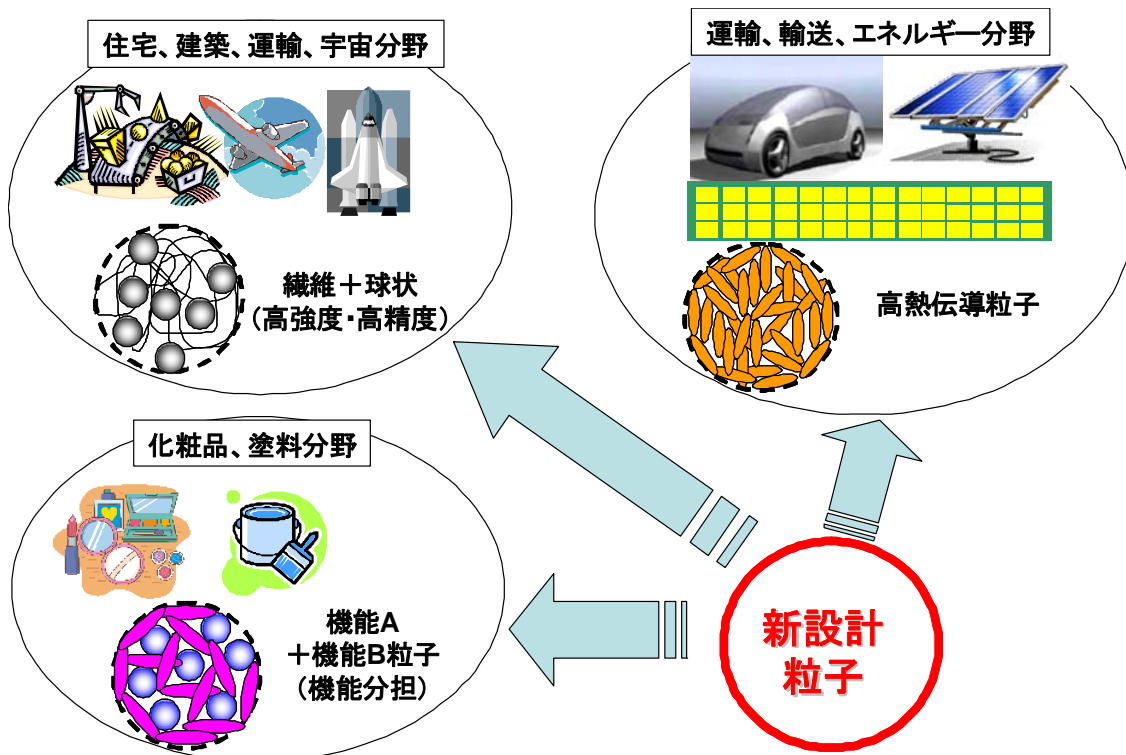 住宅、建築、運輸、宇宙分野
繊維＋球状
（高強度・高精度）
運輸、輸送、エネルギー分野
高熱伝導粒子
化粧品、塗料分野
機能A
＋機能B粒子
（機能分担）
新設計
粒子